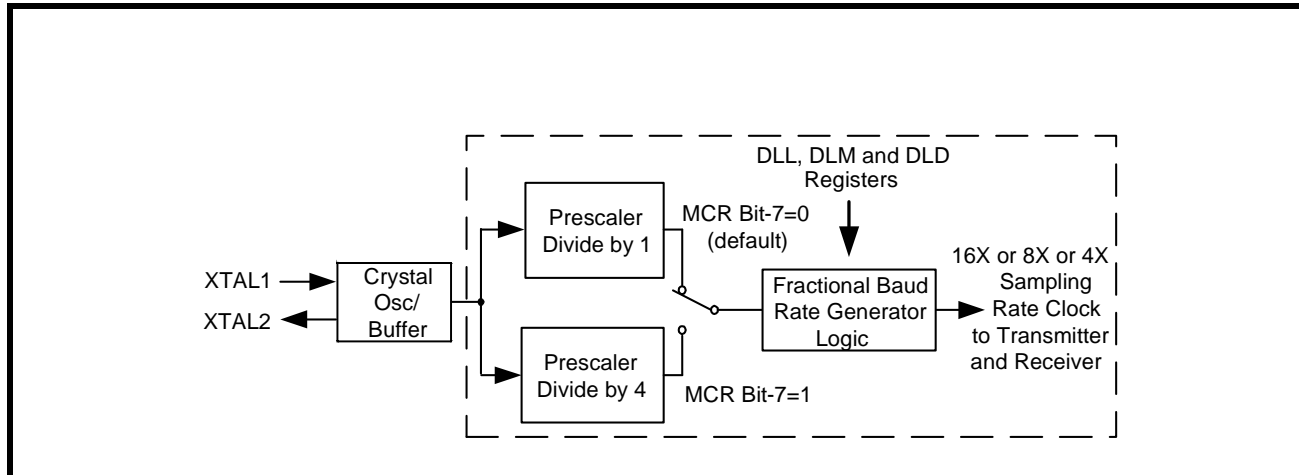 DLL, DLM and DLD
Registers
Prescaler
Divide by 1
MCR Bit-7=0
(default)
16X or 8X or 4X
Sampling
Rate Clock
to Transmitter
and Receiver
XTAL1
XTAL2
Crystal
Osc/
Buffer
Fractional Baud
Rate Generator
Logic
Prescaler
Divide by 4
MCR Bit-7=1